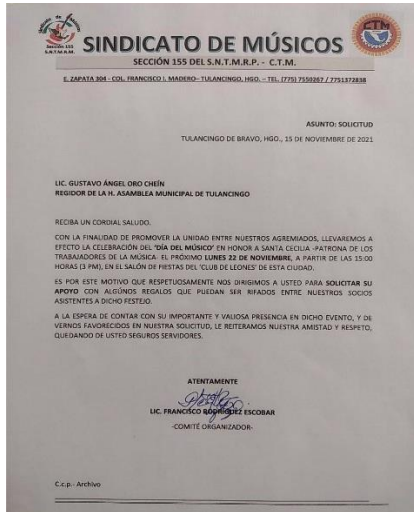 Sindicato de Músicos
Sección 155
S.N.T.M.R.M.
SINDICATO DE MÚSICOS
CTM
SECCIÓN 155 DEL S.N.T.M.R.P. - C.T.M.
E. ZAPATA 304 - COL. FRANCISCO I. MADERO– TULANCINGO, HGO. – TEL. (775) 7550267 / 7751372838
ASUNTO: SOLICITUD
TULANCINGO DE BRAVO, HGO., 15 DE NOVIEMBRE DE 2021
LIC. GUSTAVO ÁNGEL ORO CHEÍN
REGIDOR DE LA H. ASAMBLEA MUNICIPAL DE TULANCINGO
RECIBA UN CORDIAL SALUDO.
CON LA FINALIDAD DE PROMOVER LA UNIDAD ENTRE NUESTROS AGREMIADOS, LLEVAREMOS A
EFECTO LA CELEBRACIÓN DEL 'DÍA DEL MÚSICO' EN HONOR A SANTA CECILIA -PATRONA DE LOS
TRABAJADORES DE LA MÚSICA- EL PRÓXIMO LUNES 22 DE NOVIEMBRE, A PARTIR DE LAS 15:00
HORAS (3 PM), EN EL SALÓN DE FIESTAS DEL 'CLUB DE LEONES' DE ESTA CIUDAD.
ES POR ESTE MOTIVO QUE RESPETUOSAMENTE NOS DIRIGIMOS A USTED PARA SOLICITAR SU
APOYO CON ALGÚNOS REGALOS QUE PUEDAN SER RIFADOS ENTRE NUESTROS SOCIOS
ASISTENTES A DICHO FESTEJO.
A LA ESPERA DE CONTAR CON SU IMPORTANTE Y VALIOSA PRESENCIA EN DICHO EVENTO, Y DE
VERNOS FAVORECIDOS EN NUESTRA SOLICITUD, LE REITERAMOS NUESTRA AMISTAD Y RESPETO,
QUEDANDO DE USTED SEGUROS SERVIDORES.
ATENTAMENTE
LIC. FRANCISCO RODRÍGUEZ ESCOBAR
-COMITÉ ORGANIZADOR-
C.c.p.- Archivo